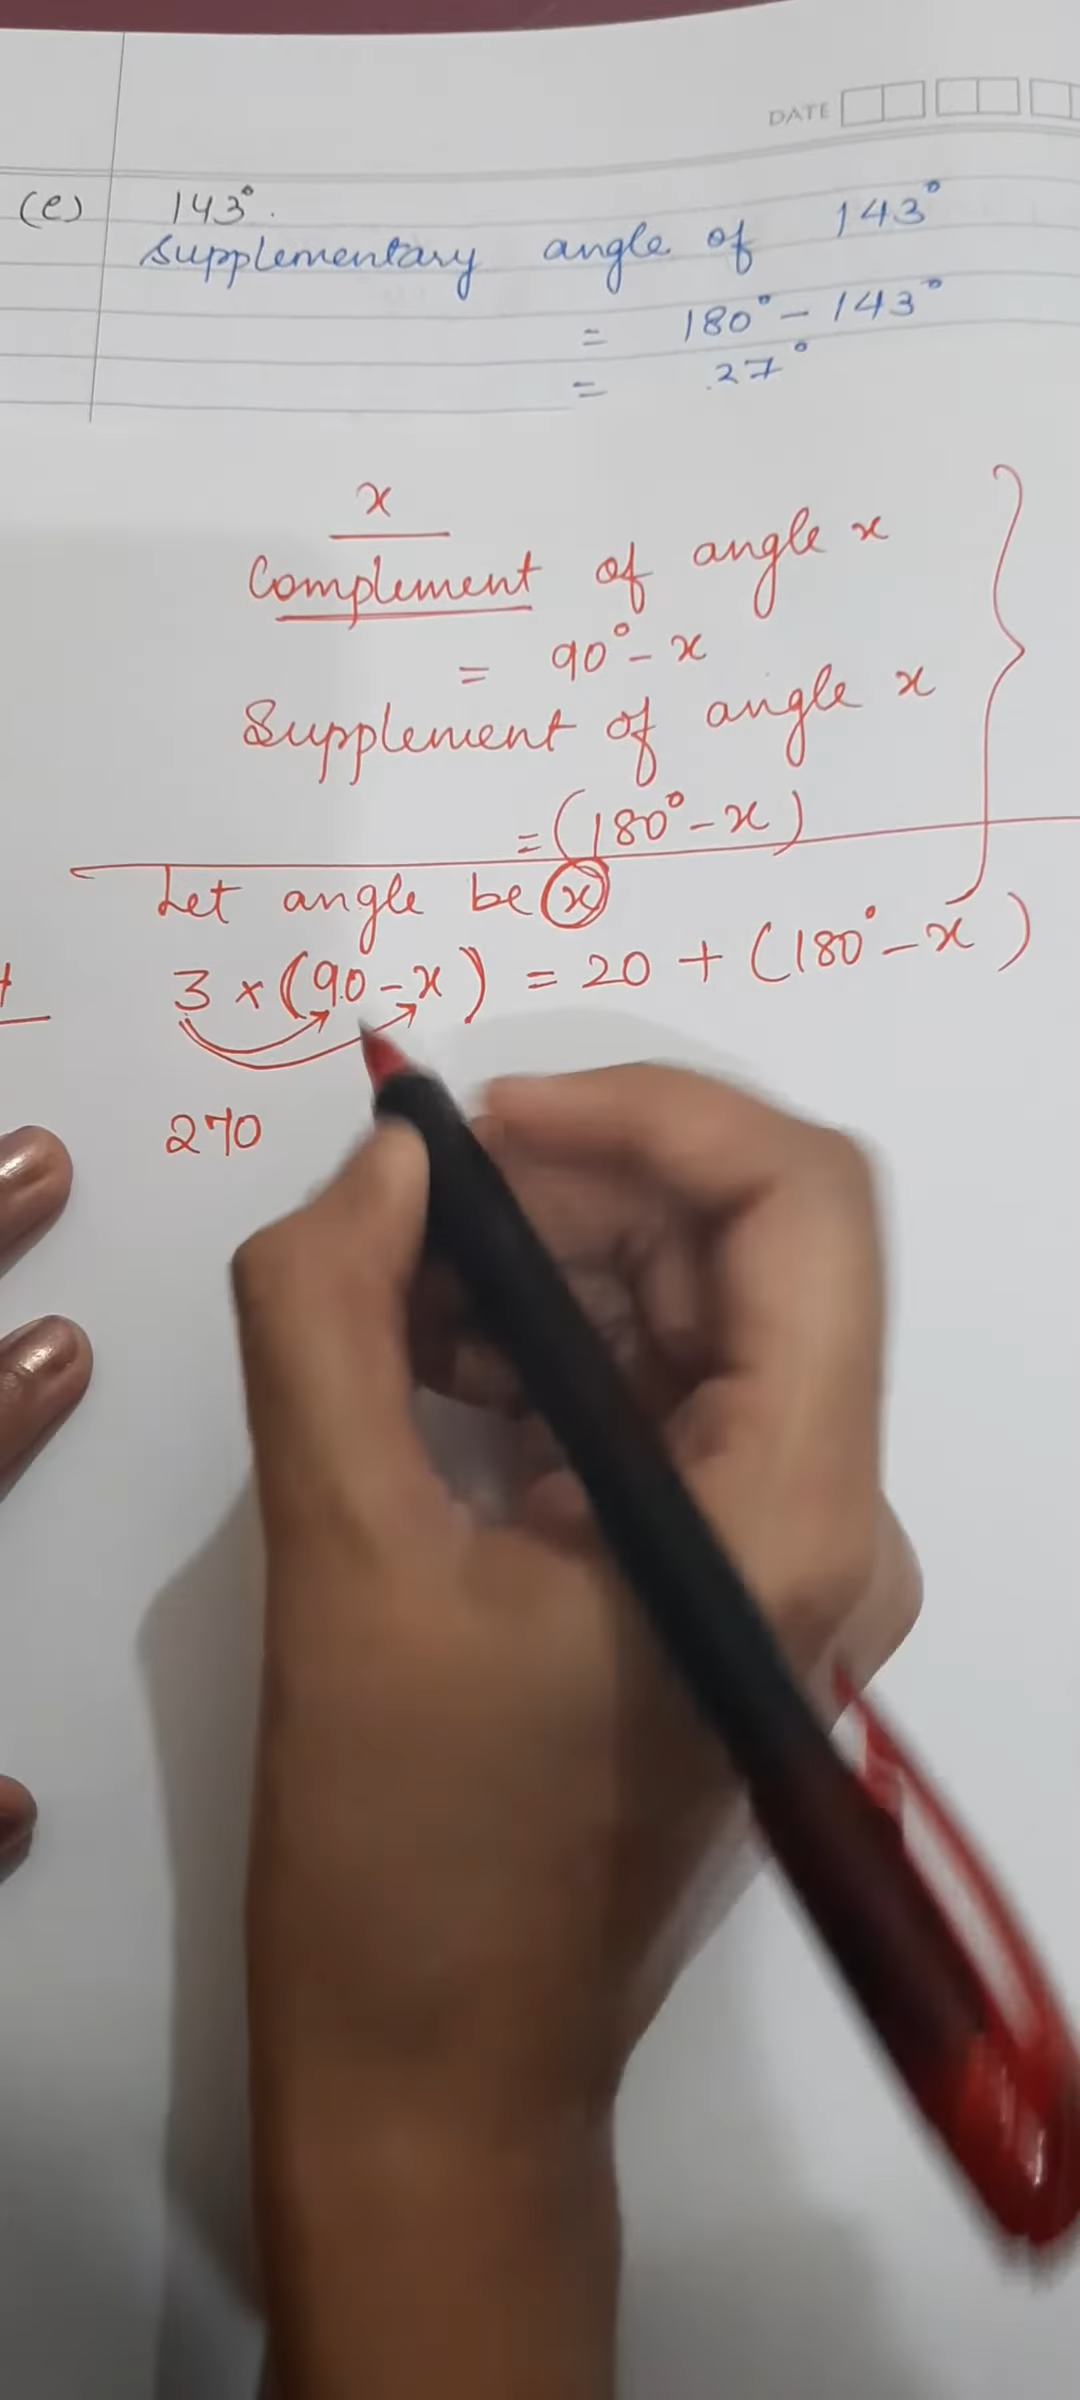 DATE
(e) 143°.
Supplementary angle of 143°
= 180° - 143°
= 27°
x
Complement of angle x
= 90° - x
Supplement of angle x
= (180° - x)
Let angle be x
3 × (90 - x) = 20 + (180° - x)
270